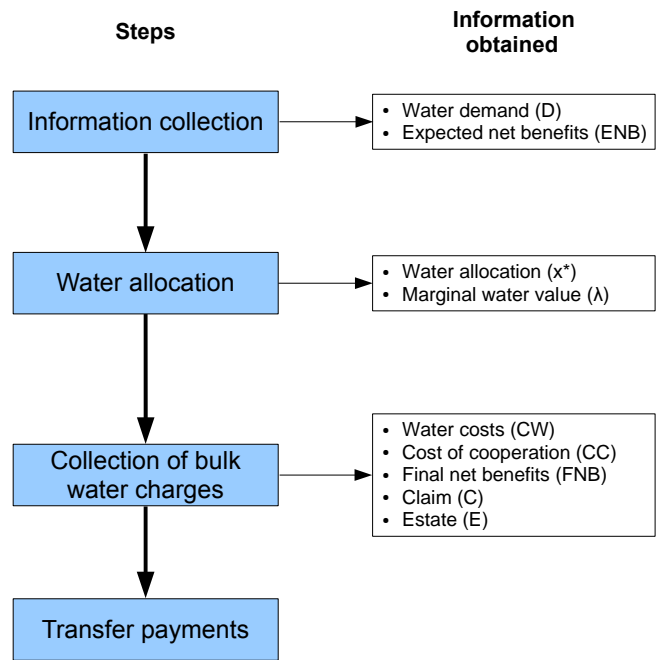 Steps
Information
obtained
Information collection
• Water demand (D)
• Expected net benefits (ENB)
Water allocation
• Water allocation (x*)
• Marginal water value (λ)
Collection of bulk
water charges
• Water costs (CW)
• Cost of cooperation (CC)
• Final net benefits (FNB)
• Claim (C)
• Estate (E)
Transfer payments